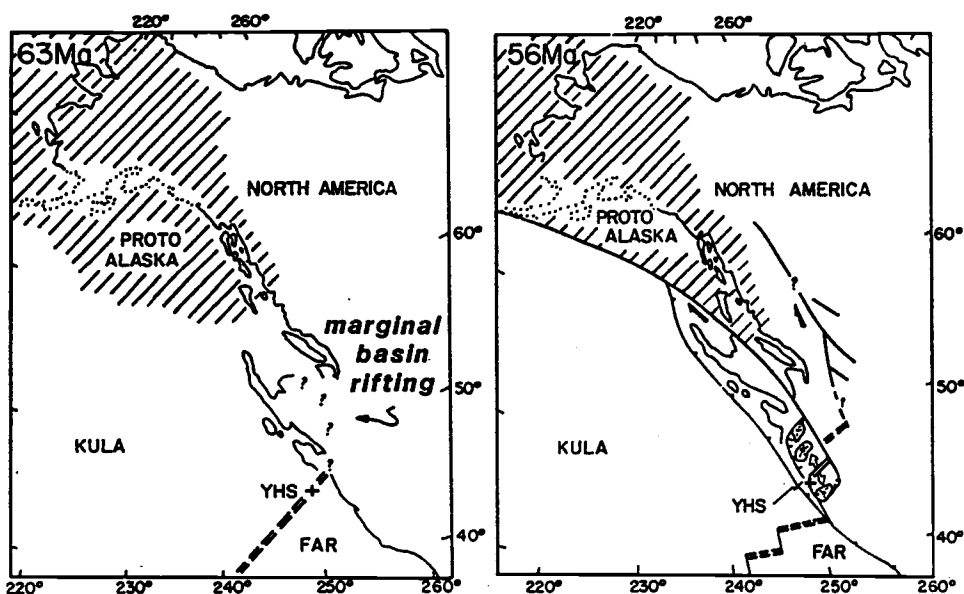 220° 260°
63Ma
NORTH AMERICA
PROTO
ALASKA
60°
marginal
basin
rifting
?
50°
?
?
?
KULA
YHS
FAR
40°
220° 230° 240° 250° 260°
220° 260°
56Ma
NORTH AMERICA
PROTO
ALASKA
60°
?
50°
?
KULA
YHS
FAR
40°
220° 230° 240° 250° 260°